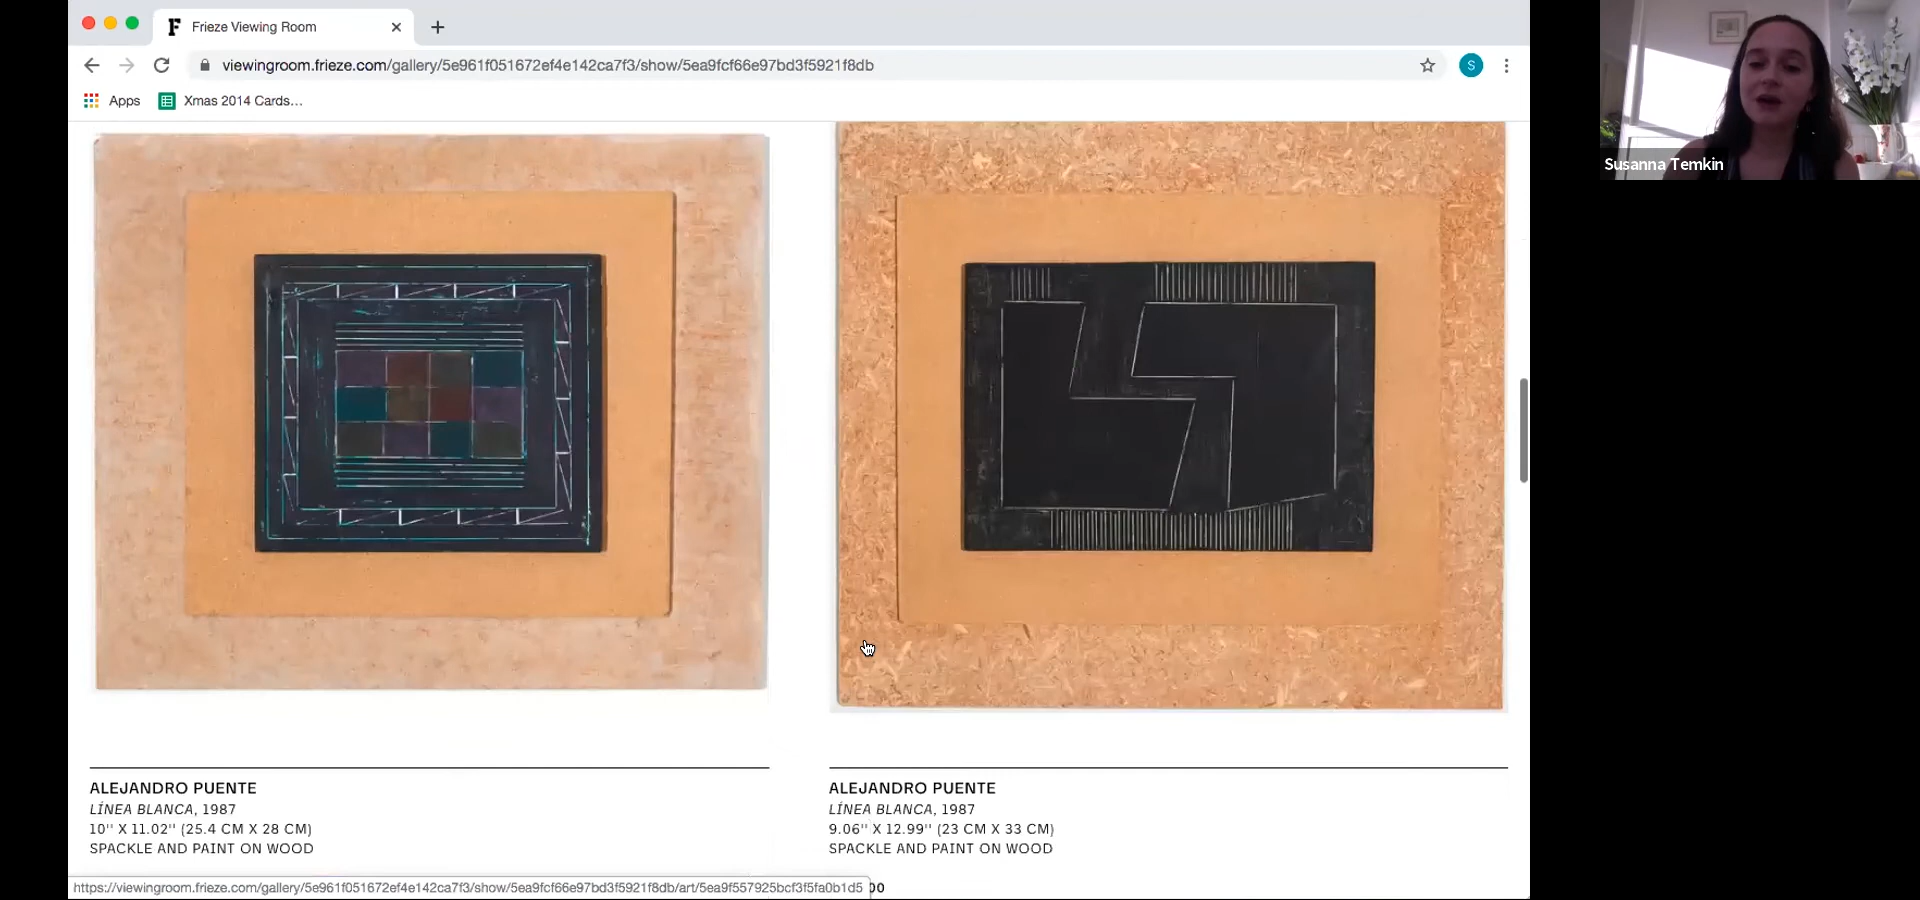 Frieze Viewing Room
viewingroom.frieze.com/gallery/5e961f051672ef4e142ca7f3/show/5ea9fcf66e97bd3f5921f8db
S
Apps
Xmas 2014 Cards...
Susanna Temkin
ALEJANDRO PUENTE
LÍNEA BLANCA, 1987
10'' X 11.02'' (25.4 CM X 28 CM)
SPACKLE AND PAINT ON WOOD
ALEJANDRO PUENTE
LÍNEA BLANCA, 1987
9.06'' X 12.99'' (23 CM X 33 CM)
SPACKLE AND PAINT ON WOOD
https://viewingroom.frieze.com/gallery/5e961f051672ef4e142ca7f3/show/5ea9fcf66e97bd3f5921f8db/art/5ea9f557925bcf3f5fa0b1d5
00